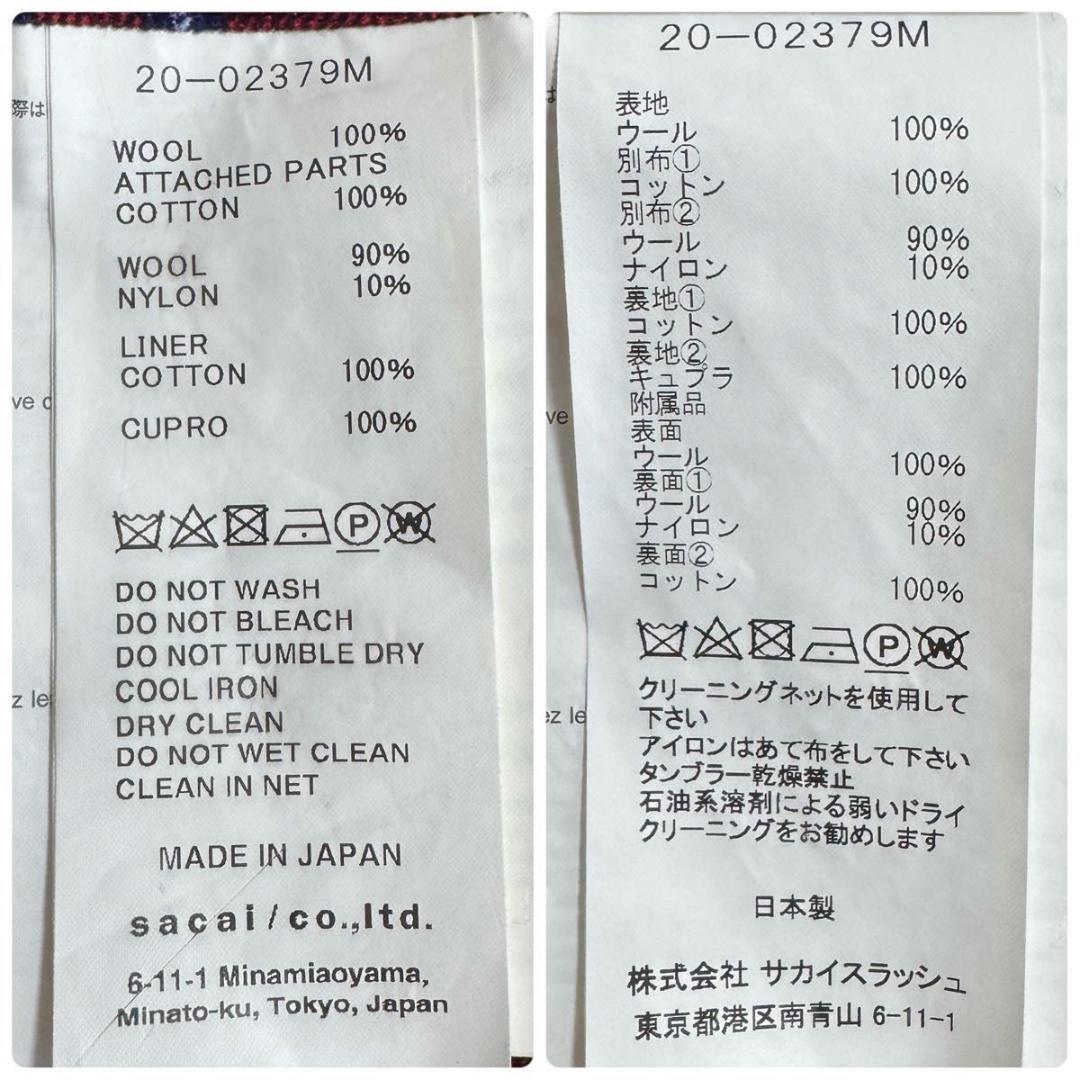 20-02379M
際は
WOOL 100%
ATTACHED PARTS
COTTON 100%
WOOL 90%
NYLON 10%
LINER
COTTON 100%
ve c
CUPRO 100%
P W
DO NOT WASH
DO NOT BLEACH
DO NOT TUMBLE DRY
COOL IRON
z le
DRY CLEAN
DO NOT WET CLEAN
CLEAN IN NET
MADE IN JAPAN
sacai/co.,ltd.
6-11-1 Minamiaoyama,
Minato-ku, Tokyo, Japan
20-02379M
は
表地
ウール 100%
別布①
コットン 100%
別布②
ウール 90%
ナイロン 10%
裏地①
コットン 100%
裏地②
キュプラ 100%
附属品
ve
表面
ウール 100%
裏面①
ウール 90%
ナイロン 10%
裏面②
コットン 100%
P W
クリーニングネットを使用して
下さい
ez le
アイロンはあて布をして下さい
タンブラー乾燥禁止
石油系溶剤による弱いドライ
クリーニングをお勧めします
日本製
株式会社 サカイスラッシュ
東京都港区南青山 6-11-1